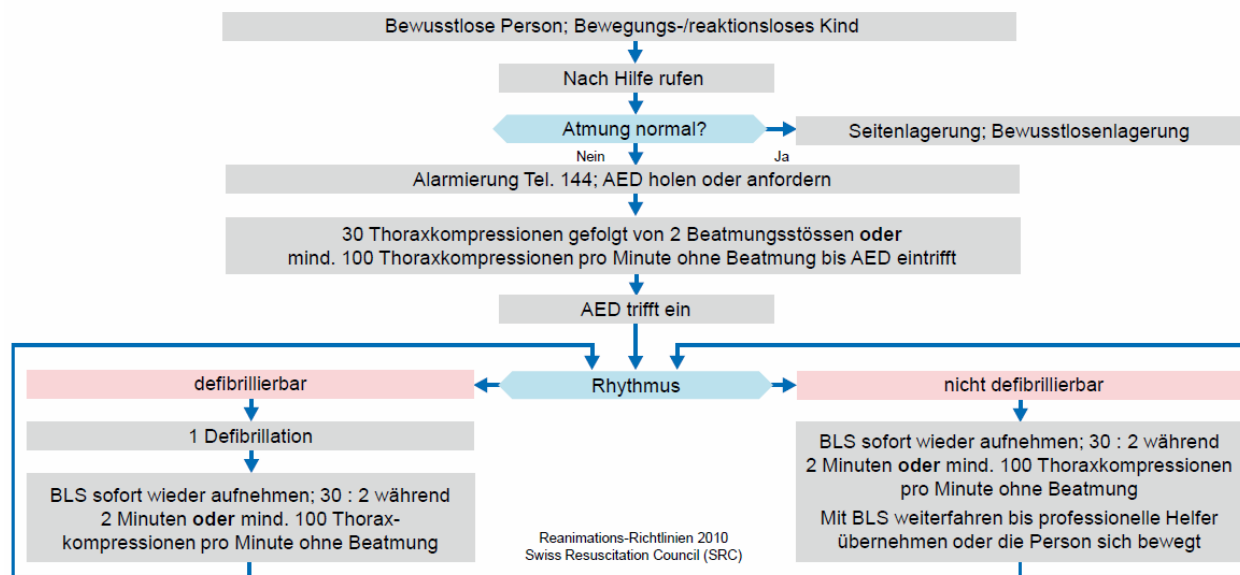 Bewusstlose Person; Bewegungs-/reaktionsloses Kind
Nach Hilfe rufen
Atmung normal?
Seitenlagerung; Bewusstlosenlagerung
Nein
Ja
Alarmierung Tel. 144; AED holen oder anfordern
30 Thoraxkompressionen gefolgt von 2 Beatmungsstössen oder
mind. 100 Thoraxkompressionen pro Minute ohne Beatmung bis AED eintrifft
AED trifft ein
defibrillierbar
Rhythmus
nicht defibrillierbar
1 Defibrillation
BLS sofort wieder aufnehmen; 30 : 2 während
2 Minuten oder mind. 100 Thorax-
kompressionen pro Minute ohne Beatmung
BLS sofort wieder aufnehmen; 30 : 2 während
2 Minuten oder mind. 100 Thoraxkompressionen
pro Minute ohne Beatmung
Mit BLS weiterfahren bis professionelle Helfer
übernehmen oder die Person sich bewegt
Reanimations-Richtlinien 2010
Swiss Resuscitation Council (SRC)